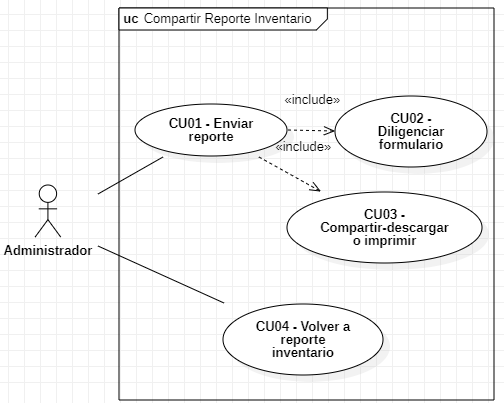 uc Compartir Reporte Inventario
CU01 - Enviar
reporte
«include»
CU02 -
Diligenciar
formulario
«include»
CU03 -
Compartir-descargar
o imprimir
Administrador
CU04 - Volver a
reporte
inventario